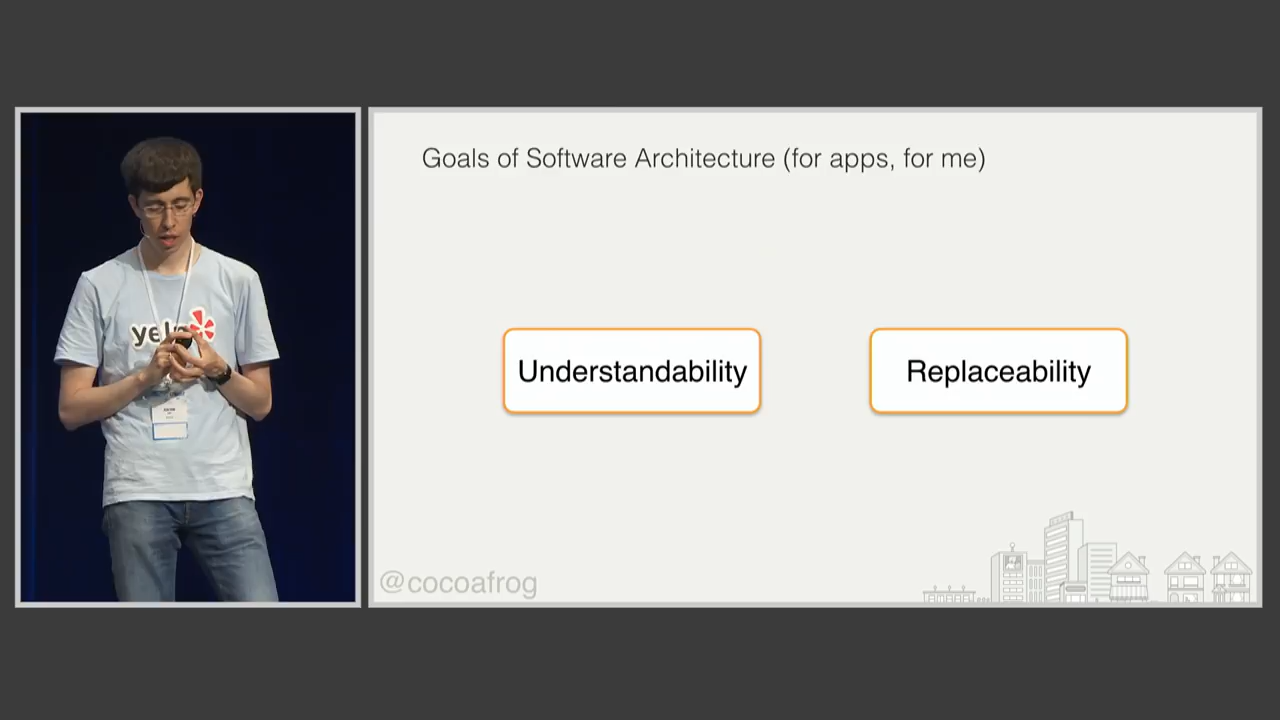 yelp
Goals of Software Architecture (for apps, for me)
Understandability
Replaceability
@cocoafrog